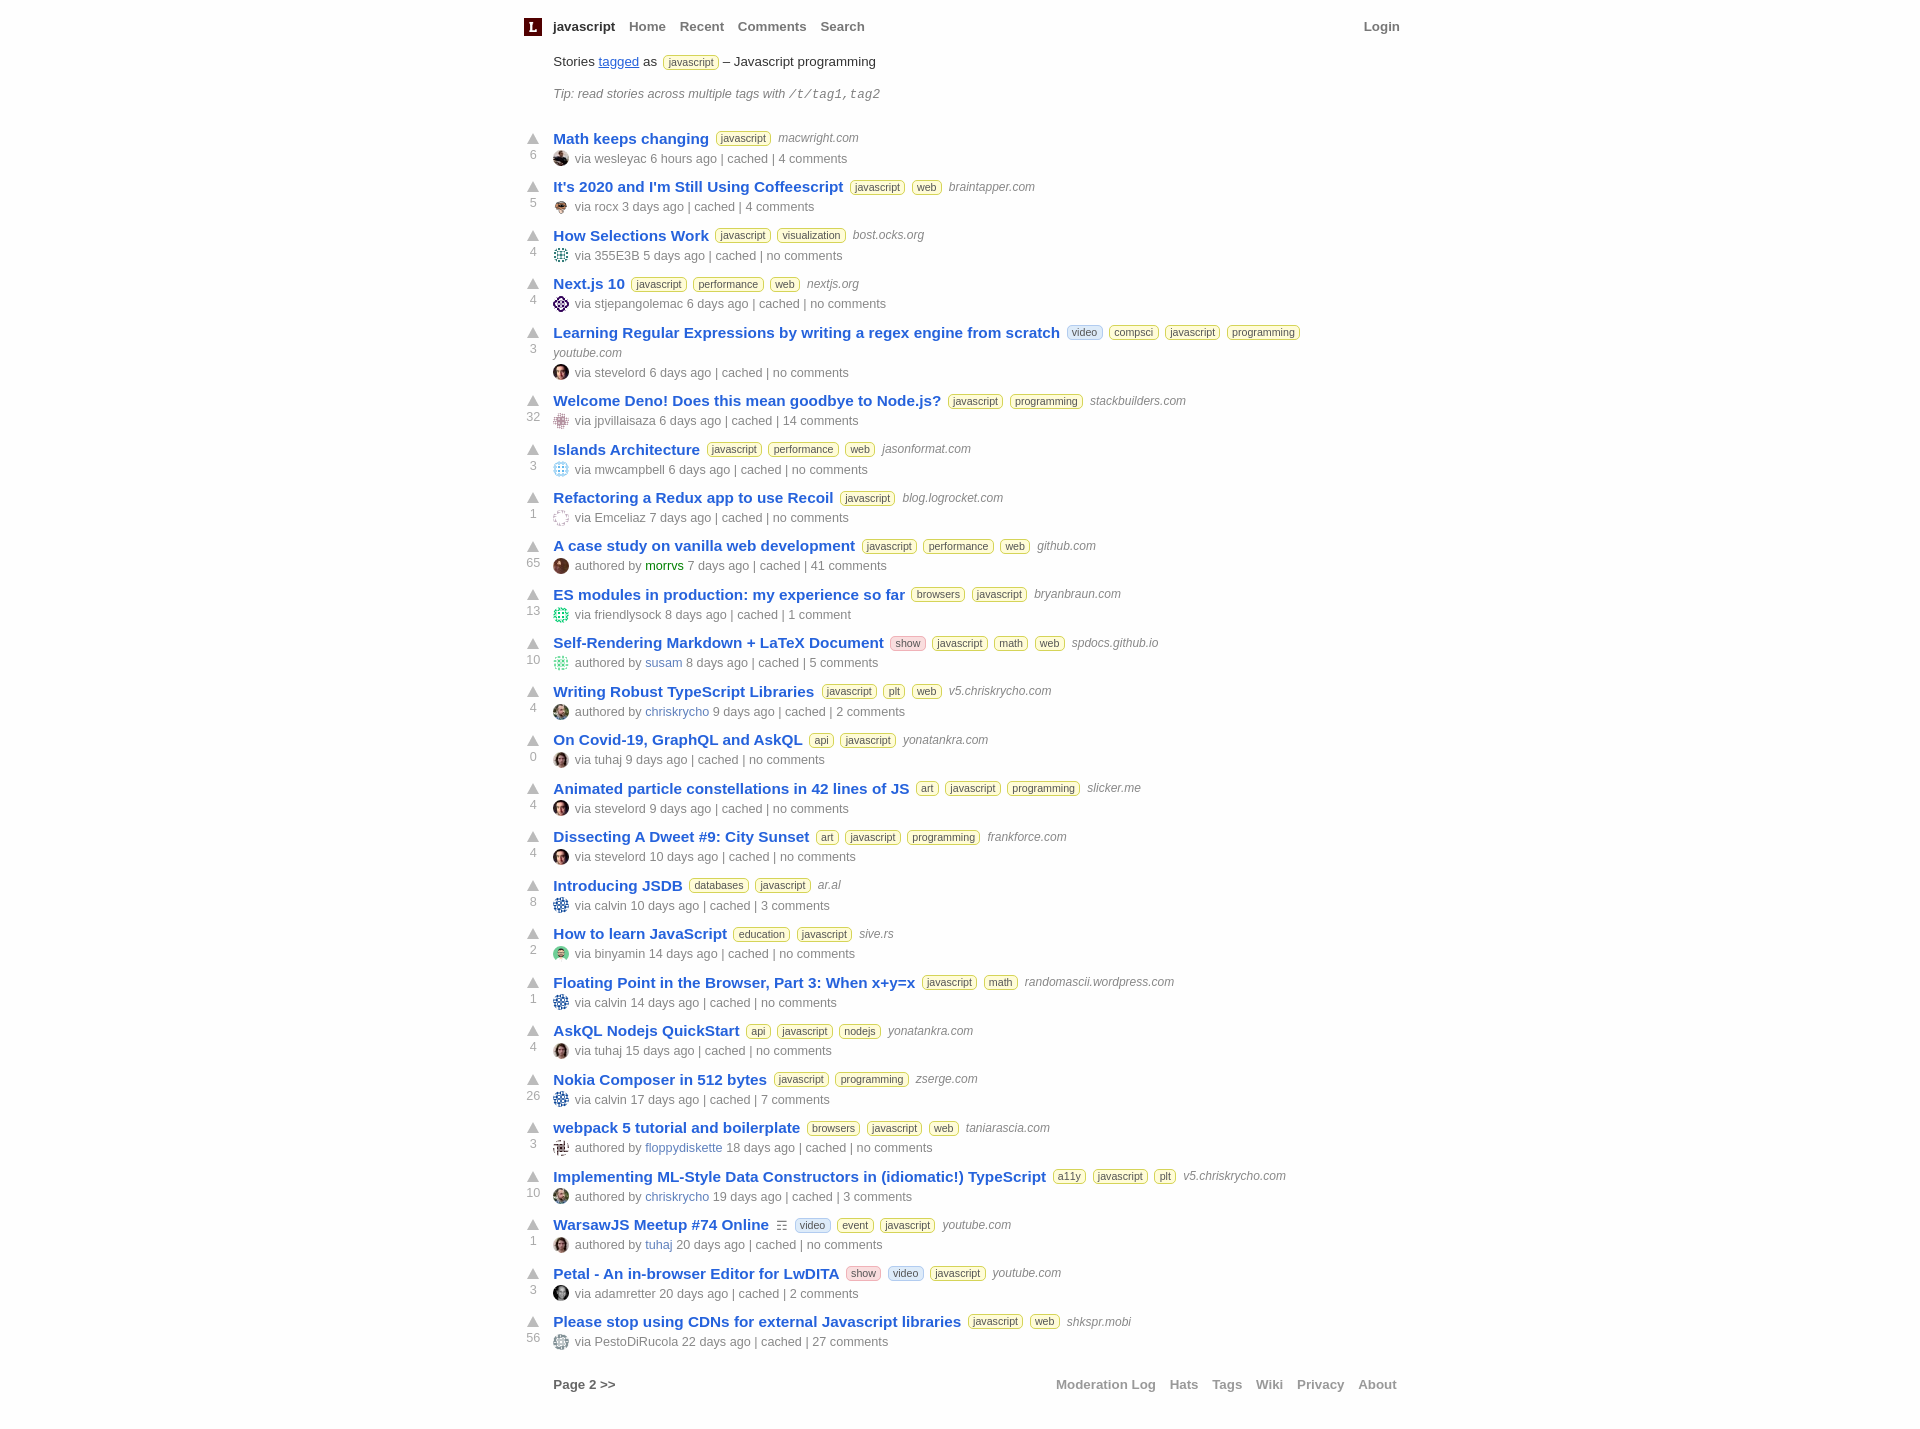 L javascript Home Recent Comments Search Login
Stories tagged as javascript – Javascript programming
Tip: read stories across multiple tags with /t/tag1,tag2
Math keeps changing javascript macwright.com
6 via wesleyac 6 hours ago | cached | 4 comments
It's 2020 and I'm Still Using Coffeescript javascript web braintapper.com
5 via rocx 3 days ago | cached | 4 comments
How Selections Work javascript visualization bost.ocks.org
4 via 355E3B 5 days ago | cached | no comments
Next.js 10 javascript performance web nextjs.org
4 via stjepangolemac 6 days ago | cached | no comments
Learning Regular Expressions by writing a regex engine from scratch video compsci javascript programming
3 youtube.com
via stevelord 6 days ago | cached | no comments
Welcome Deno! Does this mean goodbye to Node.js? javascript programming stackbuilders.com
32 via jpvillaisaza 6 days ago | cached | 14 comments
Islands Architecture javascript performance web jasonformat.com
3 via mwcampbell 6 days ago | cached | no comments
Refactoring a Redux app to use Recoil javascript blog.logrocket.com
1 via Emceliaz 7 days ago | cached | no comments
A case study on vanilla web development javascript performance web github.com
65 authored by morrvs 7 days ago | cached | 41 comments
ES modules in production: my experience so far browsers javascript bryanbraun.com
13 via friendlysock 8 days ago | cached | 1 comment
Self-Rendering Markdown + LaTeX Document show javascript math web spdocs.github.io
10 authored by susam 8 days ago | cached | 5 comments
Writing Robust TypeScript Libraries javascript plt web v5.chriskrycho.com
4 authored by chriskrycho 9 days ago | cached | 2 comments
On Covid-19, GraphQL and AskQL api javascript yonatankra.com
0 via tuhaj 9 days ago | cached | no comments
Animated particle constellations in 42 lines of JS art javascript programming slicker.me
4 via stevelord 9 days ago | cached | no comments
Dissecting A Dweet #9: City Sunset art javascript programming frankforce.com
4 via stevelord 10 days ago | cached | no comments
Introducing JSDB databases javascript ar.al
8 via calvin 10 days ago | cached | 3 comments
How to learn JavaScript education javascript sive.rs
2 via binyamin 14 days ago | cached | no comments
Floating Point in the Browser, Part 3: When x+y=x javascript math randomascii.wordpress.com
1 via calvin 14 days ago | cached | no comments
AskQL Nodejs QuickStart api javascript nodejs yonatankra.com
4 via tuhaj 15 days ago | cached | no comments
Nokia Composer in 512 bytes javascript programming zserge.com
26 via calvin 17 days ago | cached | 7 comments
webpack 5 tutorial and boilerplate browsers javascript web taniarascia.com
3 authored by floppydiskette 18 days ago | cached | no comments
Implementing ML-Style Data Constructors in (idiomatic!) TypeScript a11y javascript plt v5.chriskrycho.com
10 authored by chriskrycho 19 days ago | cached | 3 comments
WarsawJS Meetup #74 Online ☶ video event javascript youtube.com
1 authored by tuhaj 20 days ago | cached | no comments
Petal - An in-browser Editor for LwDITA show video javascript youtube.com
3 via adamretter 20 days ago | cached | 2 comments
Please stop using CDNs for external Javascript libraries javascript web shkspr.mobi
56 via PestoDiRucola 22 days ago | cached | 27 comments
Page 2 >> Moderation Log Hats Tags Wiki Privacy About